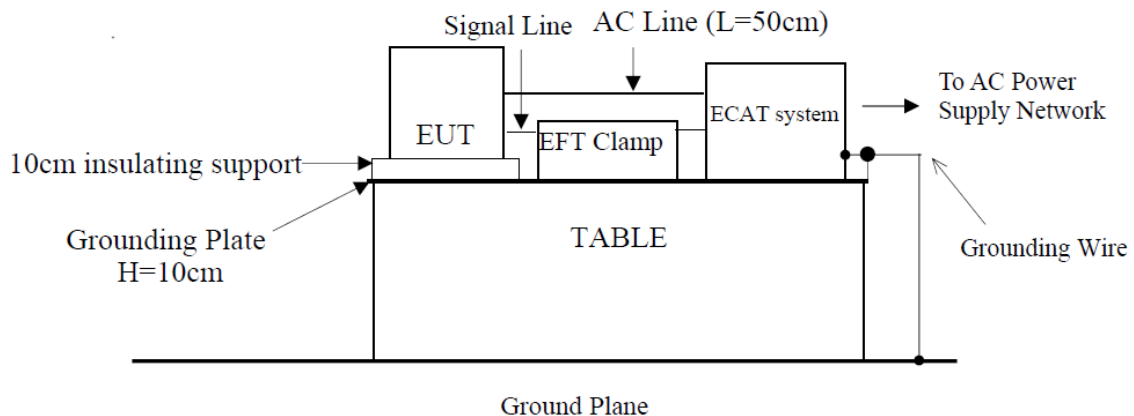 Signal Line
AC Line (L=50cm)
To AC Power
Supply Network
ECAT system
EUT
EFT Clamp
10cm insulating support
Grounding Plate
H=10cm
TABLE
Grounding Wire
Ground Plane